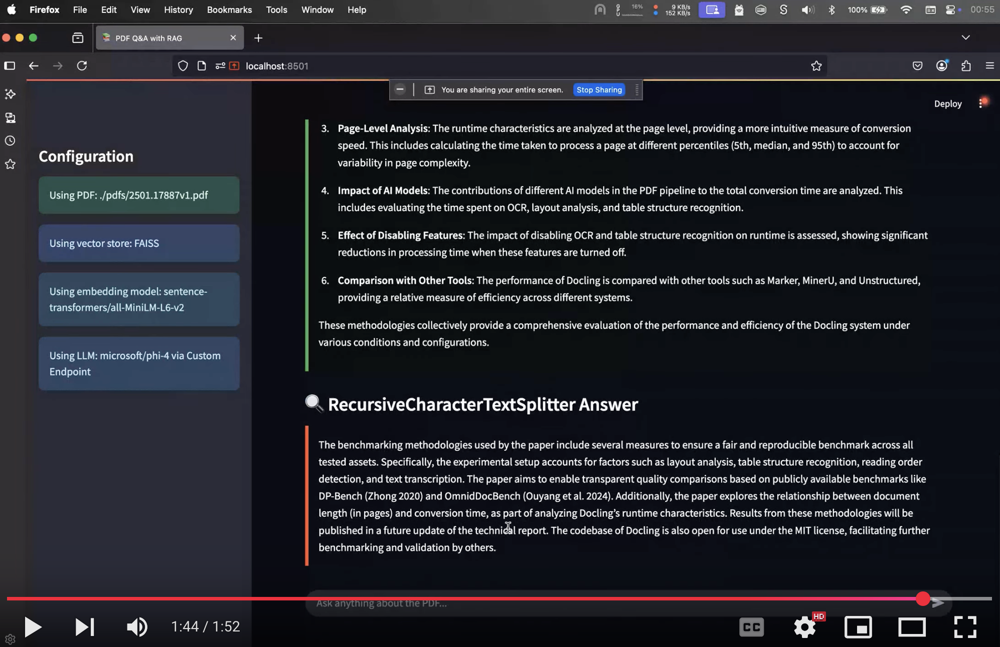 Firefox File Edit View History Bookmarks Tools Window Help GPU 16% 9 KB/s 152 KB/s 100% 00:55
PDF Q&A with RAG
localhost:8501
You are sharing your entire screen. Stop Sharing
Deploy
Configuration
Using PDF: ./pdfs/2501.17887v1.pdf
Using vector store: FAISS
Using embedding model: sentence-
transformers/all-MiniLM-L6-v2
Using LLM: microsoft/phi-4 via Custom
Endpoint
3. Page-Level Analysis: The runtime characteristics are analyzed at the page level, providing a more intuitive measure of conversion
speed. This includes calculating the time taken to process a page at different percentiles (5th, median, and 95th) to account for
variability in page complexity.
4. Impact of AI Models: The contributions of different AI models in the PDF pipeline to the total conversion time are analyzed. This
includes evaluating the time spent on OCR, layout analysis, and table structure recognition.
5. Effect of Disabling Features: The impact of disabling OCR and table structure recognition on runtime is assessed, showing significant
reductions in processing time when these features are turned off.
6. Comparison with Other Tools: The performance of Docling is compared with other tools such as Marker, MinerU, and Unstructured,
providing a relative measure of efficiency across different systems.
These methodologies collectively provide a comprehensive evaluation of the performance and efficiency of the Docling system under
various conditions and configurations.
RecursiveCharacterTextSplitter Answer
The benchmarking methodologies used by the paper include several measures to ensure a fair and reproducible benchmark across all
tested assets. Specifically, the experimental setup accounts for factors such as layout analysis, table structure recognition, reading order
detection, and text transcription. The paper aims to enable transparent quality comparisons based on publicly available benchmarks like
DP-Bench (Zhong 2020) and OmnidDocBench (Ouyang et al. 2024). Additionally, the paper explores the relationship between document
length (in pages) and conversion time, as part of analyzing Docling's runtime characteristics. Results from these methodologies will be
published in a future update of the technical report. The codebase of Docling is also open for use under the MIT license, facilitating further
benchmarking and validation by others.
Ask anything about the PDF...
1:44 / 1:52 CC HD